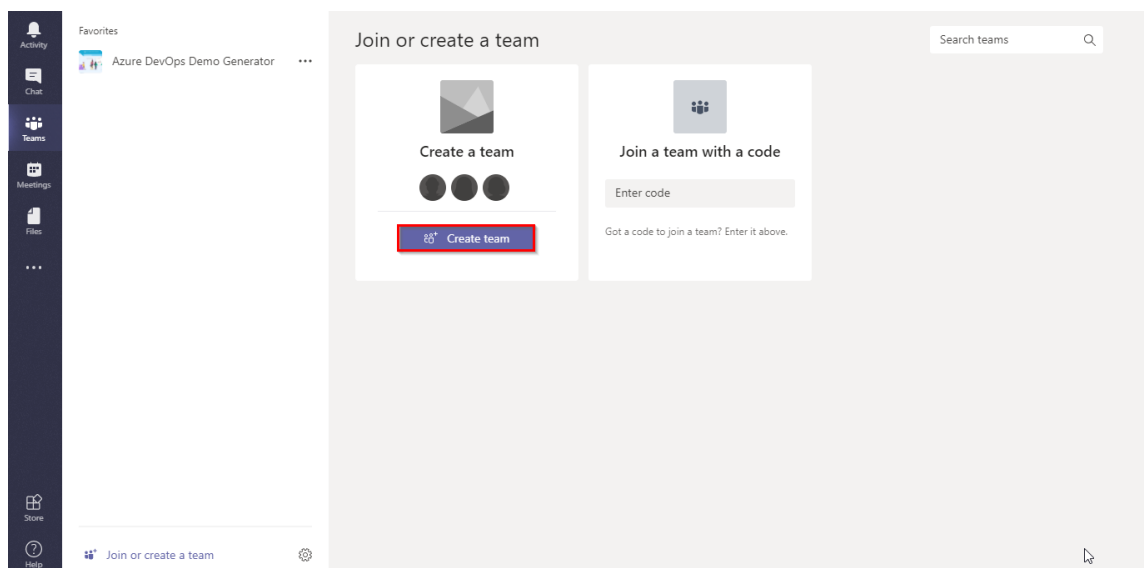 Activity
Chat
Teams
Meetings
Files
Store
Help
Favorites
Azure DevOps Demo Generator
Join or create a team
Join or create a team
Search teams
Create a team
Create team
Join a team with a code
Enter code
Got a code to join a team? Enter it above.